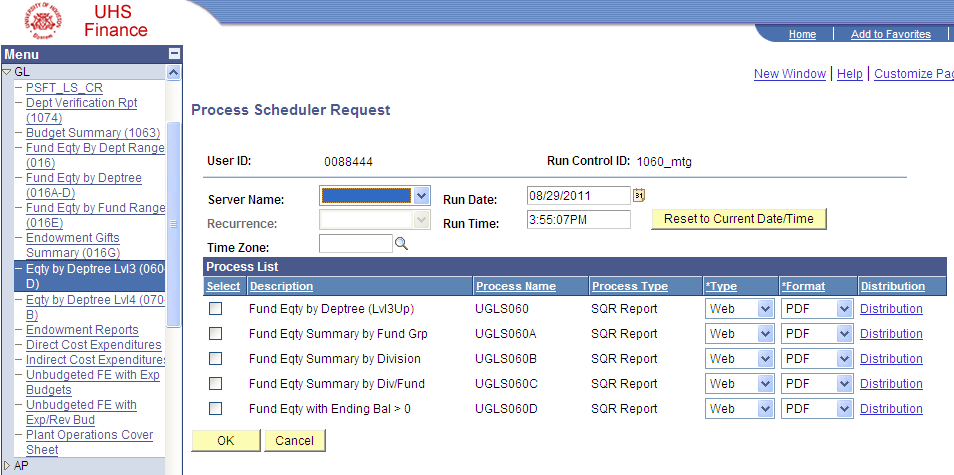 UHS
Finance
Home
Add to Favorites
Menu
New Window
Help
Customize Pa
GL
PSFT_LS_CR
Dept Verification Rpt
(1074)
Budget Summary (1063)
Fund Eqty By Dept Range
(016)
Fund Eqty by Deptree
(016A-D)
Fund Eqty by Fund Range
(016E)
Endowment Gifts
Summary (016G)
Eqty by Deptree Lvl3 (060-
D)
Eqty by Deptree Lvl4 (070-
B)
Endowment Reports
Direct Cost Expenditures
Indirect Cost Expenditures
Unbudgeted FE with Exp
Budgets
Unbudgeted FE with
Exp/Rev Bud
Plant Operations Cover
Sheet
AP
Process Scheduler Request
User ID: 0088444 Run Control ID: 1060_mtg
Server Name: Run Date: 08/29/2011
Recurrence: Run Time: 3:55:07PM Reset to Current Date/Time
Time Zone:
Process List
Select Description Process Name Process Type *Type *Format Distribution
Fund Eqty by Deptree (Lvl3Up) UGLS060 SQR Report Web PDF Distribution
Fund Eqty Summary by Fund Grp UGLS060A SQR Report Web PDF Distribution
Fund Eqty Summary by Division UGLS060B SQR Report Web PDF Distribution
Fund Eqty Summary by Div/Fund UGLS060C SQR Report Web PDF Distribution
Fund Eqty with Ending Bal > 0 UGLS060D SQR Report Web PDF Distribution
OK Cancel